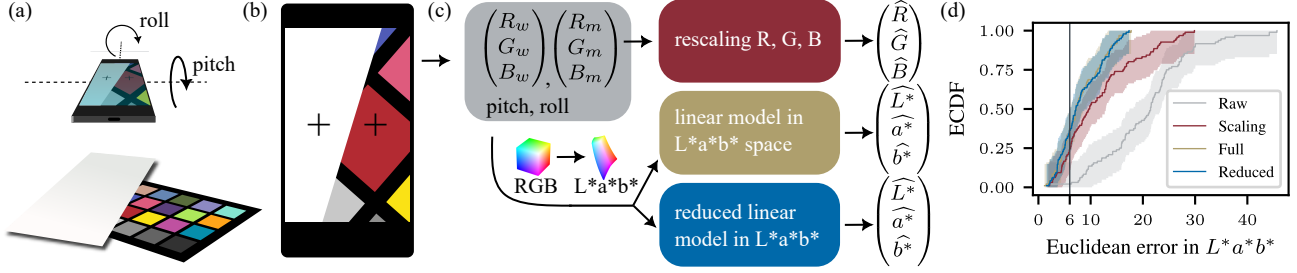 (a)
roll
pitch
(b)
(c)
R_w
G_w
B_w
,
R_m
G_m
B_m
pitch, roll
RGB
L*a*b*
rescaling R, G, B
linear model in
L*a*b* space
reduced linear
model in L*a*b*
R̂
Ĝ
B̂
L̂*
â*
b̂*
L̂*
â*
b̂*
(d)
ECDF
1.00
0.75
0.50
0.25
0.00
Raw
Scaling
Full
Reduced
1 6 10 20 30 40
Euclidean error in L*a*b*